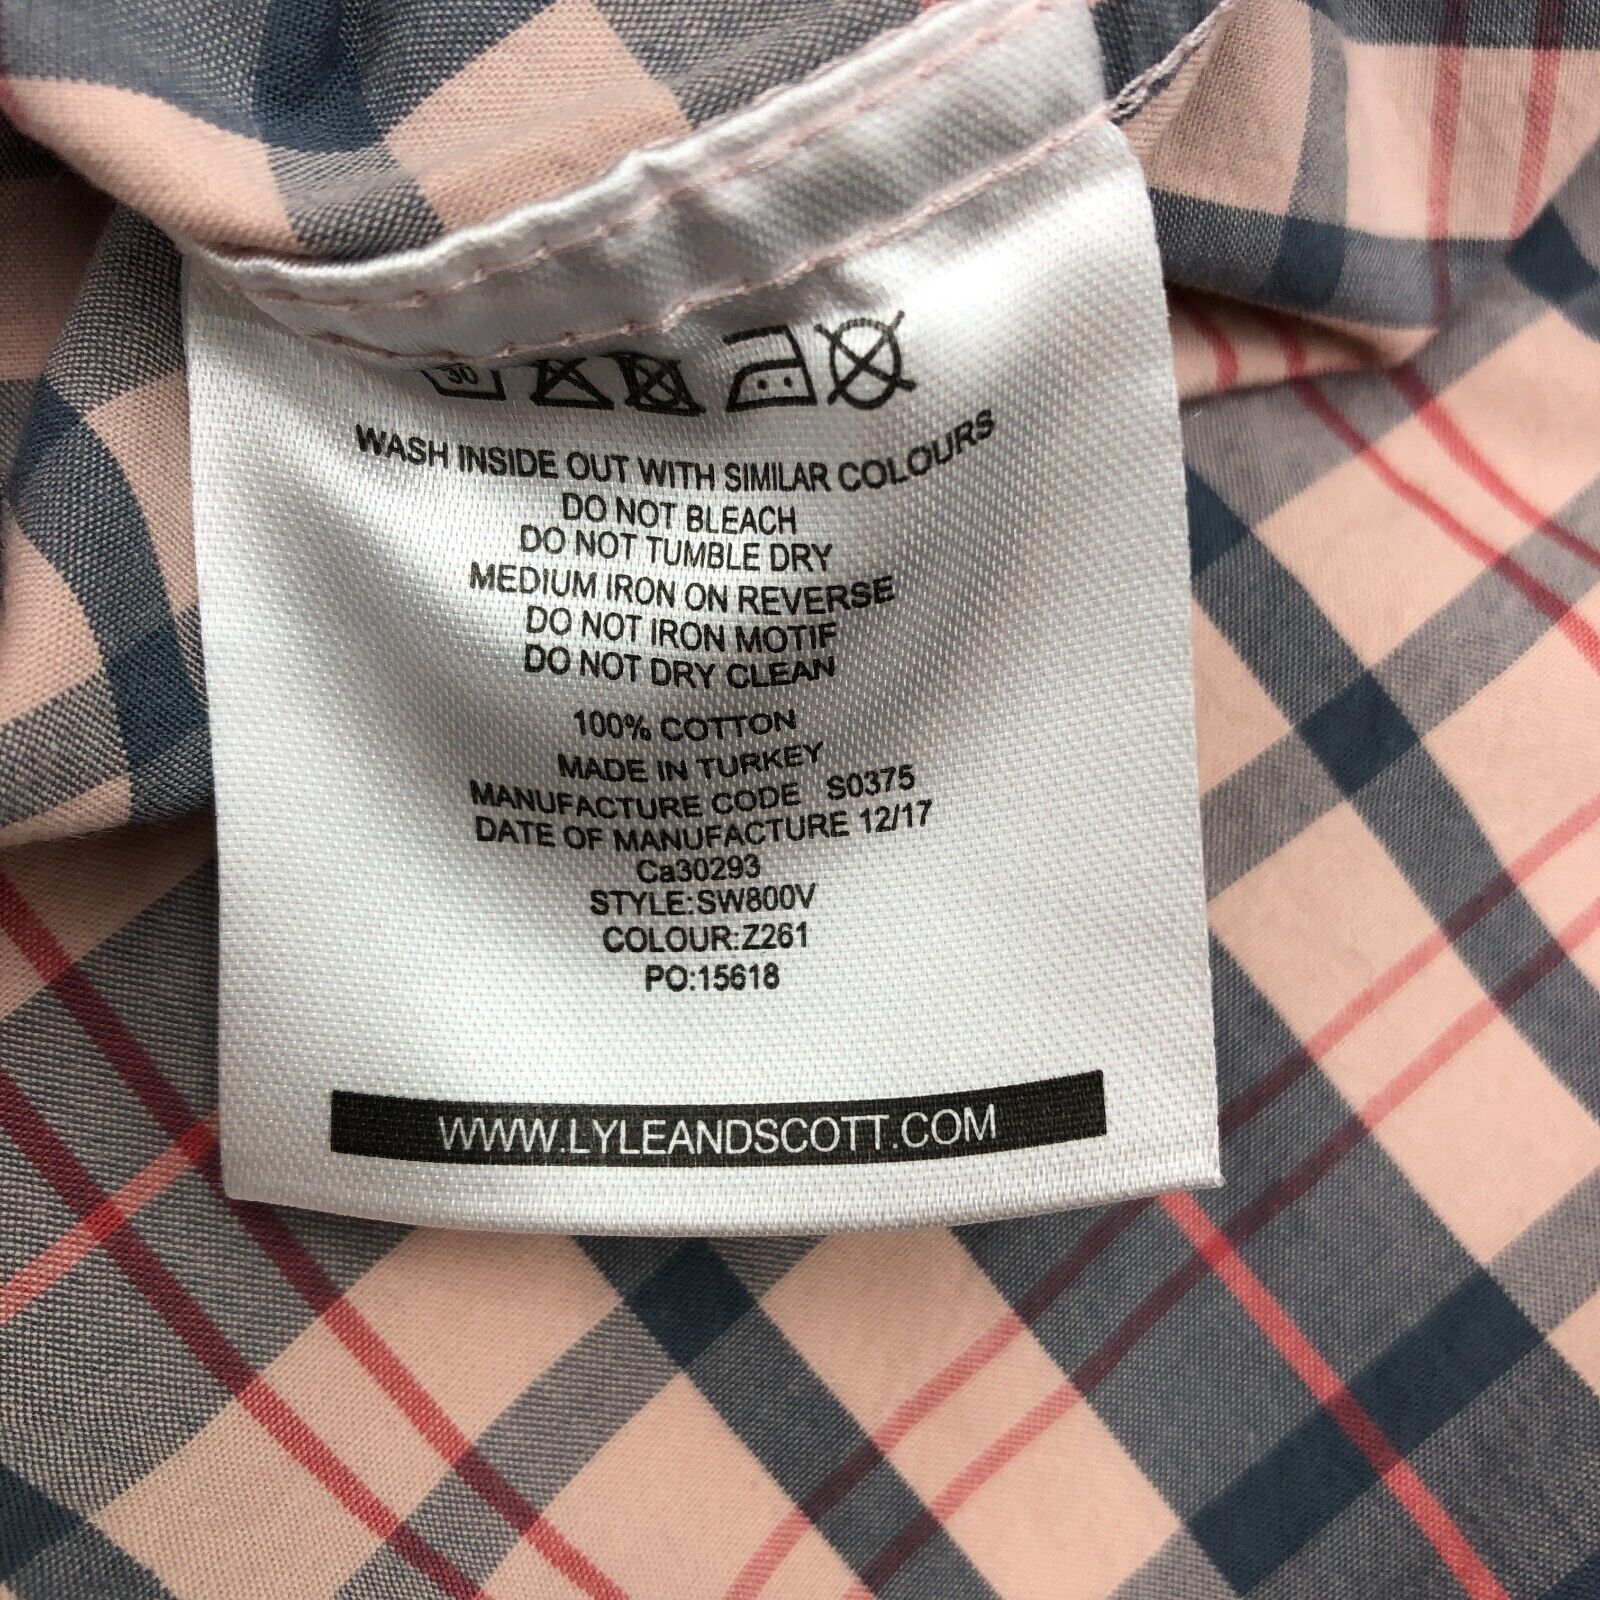 30
WASH INSIDE OUT WITH SIMILAR COLOURS
DO NOT BLEACH
DO NOT TUMBLE DRY
MEDIUM IRON ON REVERSE
DO NOT IRON MOTIF
DO NOT DRY CLEAN
100% COTTON
MADE IN TURKEY
MANUFACTURE CODE S0375
DATE OF MANUFACTURE 12/17
Ca30293
STYLE:SW800V
COLOUR:Z261
PO:15618
WWW.LYLEANDSCOTT.COM